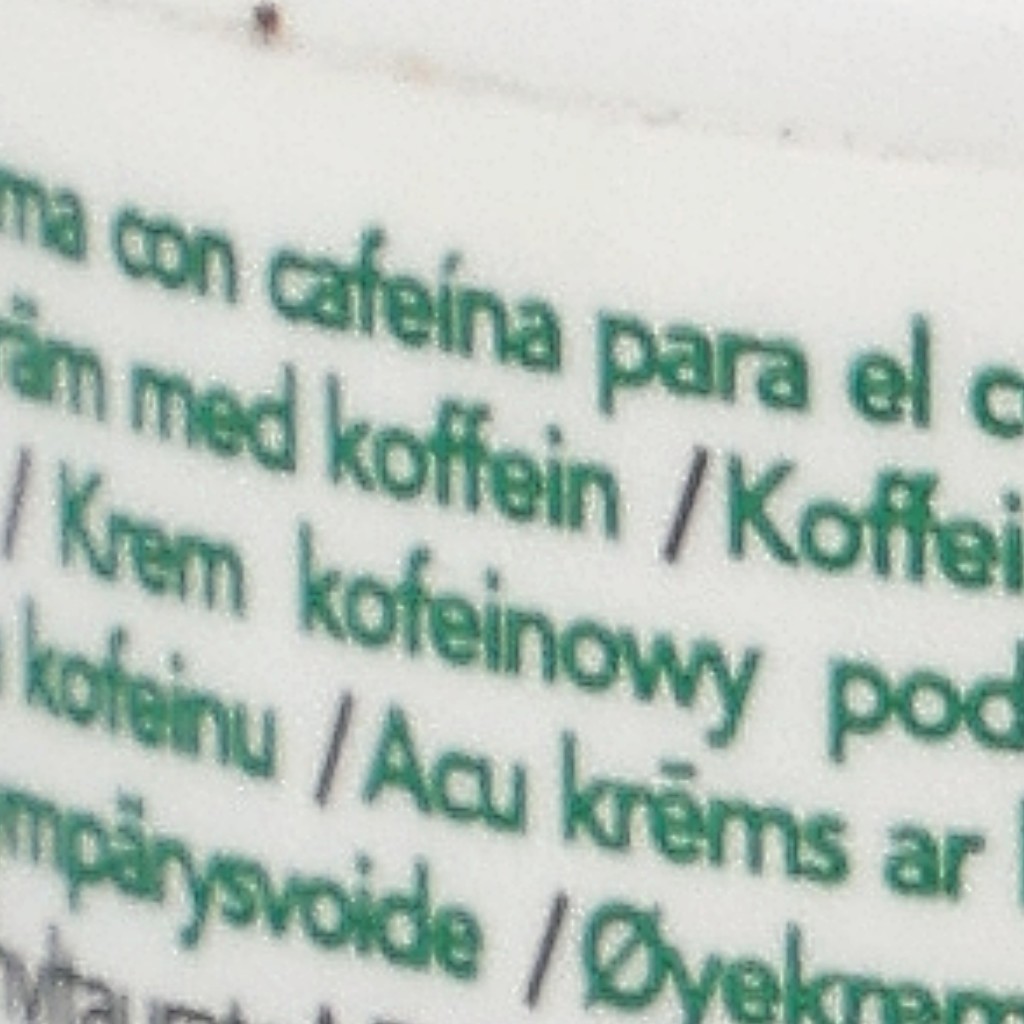 ma con cafeína para el c
räm med koffein / Koffei
/ Krem kofeinowy pod
kofeinu / Acu krēms ar
mpärysvoide / Øyekrem